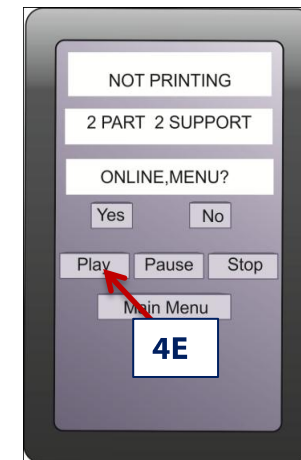 NOT PRINTING
2 PART 2 SUPPORT
ONLINE,MENU?
Yes No
Play Pause Stop
Main Menu
4E